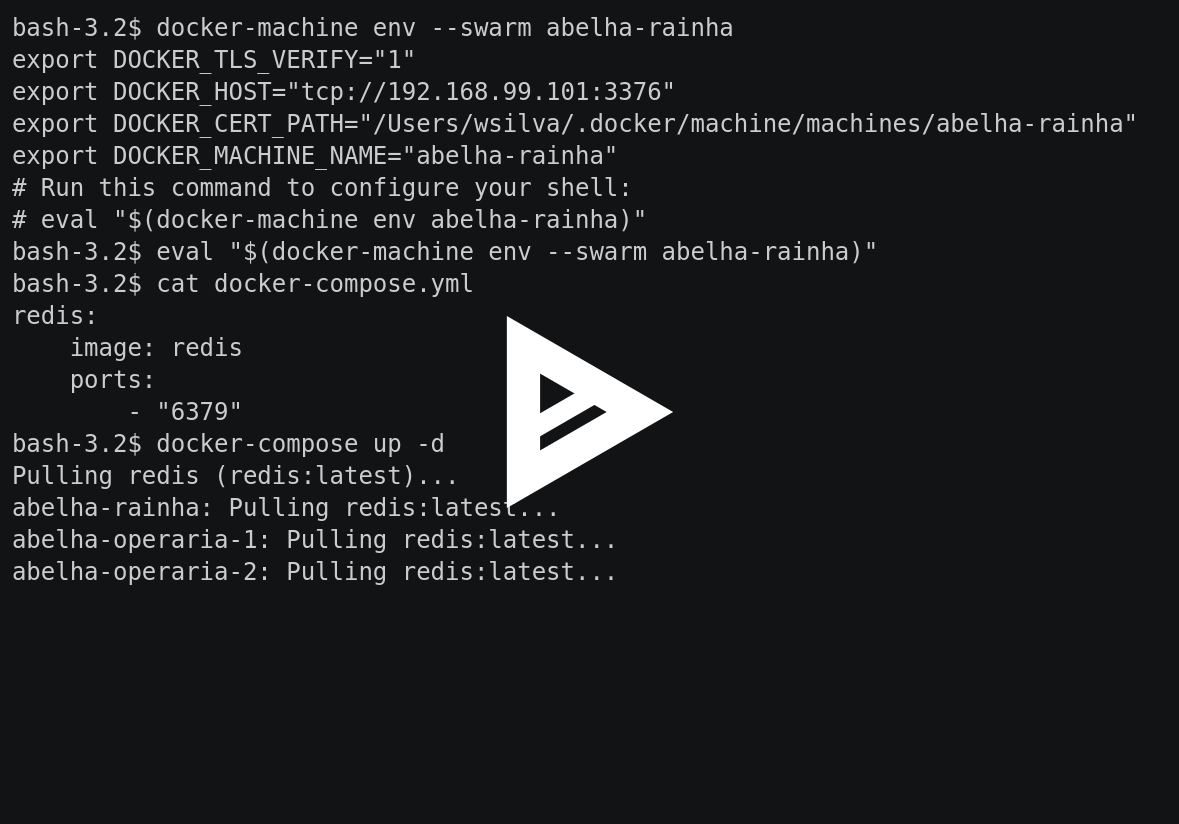 bash-3.2$ docker-machine env --swarm abelha-rainha
export DOCKER_TLS_VERIFY="1"
export DOCKER_HOST="tcp://192.168.99.101:3376"
export DOCKER_CERT_PATH="/Users/wsilva/.docker/machine/machines/abelha-rainha"
export DOCKER_MACHINE_NAME="abelha-rainha"
# Run this command to configure your shell:
# eval "$(docker-machine env abelha-rainha)"
bash-3.2$ eval "$(docker-machine env --swarm abelha-rainha)"
bash-3.2$ cat docker-compose.yml
redis:
    image: redis
    ports:
        - "6379"
bash-3.2$ docker-compose up -d
Pulling redis (redis:latest)...
abelha-rainha: Pulling redis:latest...
abelha-operaria-1: Pulling redis:latest...
abelha-operaria-2: Pulling redis:latest...